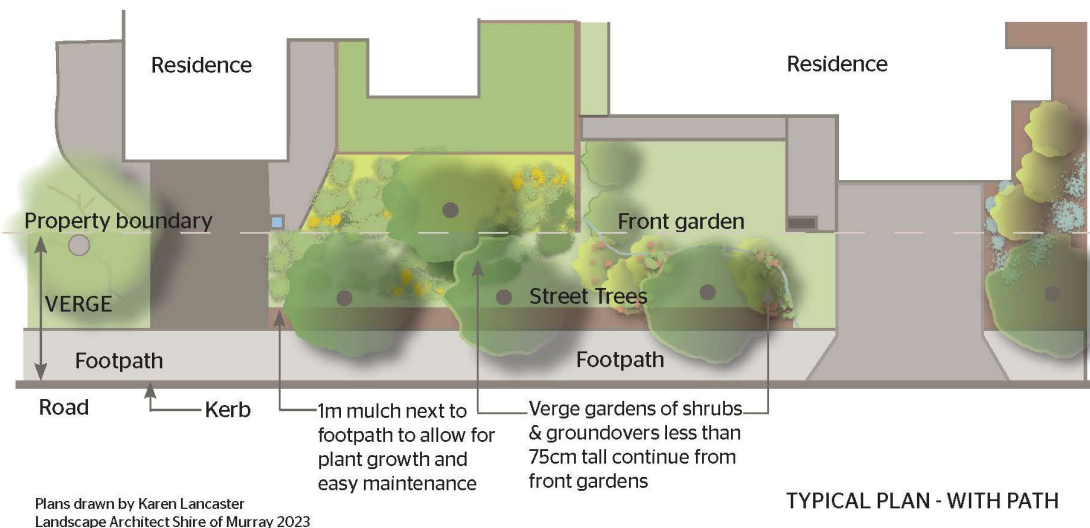 Residence
Residence
Property boundary
Front garden
VERGE
Street Trees
Footpath
Footpath
Road
Kerb
1m mulch next to
footpath to allow for
plant growth and
easy maintenance
Verge gardens of shrubs
& groundovers less than
75cm tall continue from
front gardens
Plans drawn by Karen Lancaster
Landscape Architect Shire of Murray 2023
TYPICAL PLAN - WITH PATH